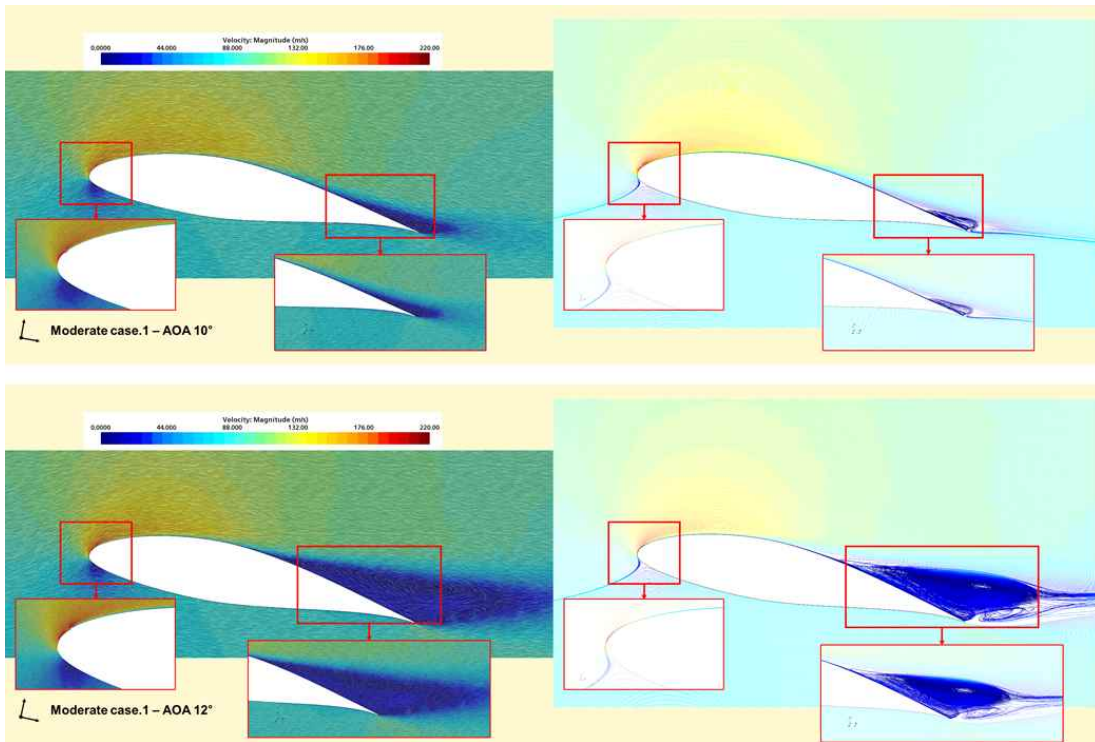 Velocity: Magnitude (m/s)
0.0000 44.000 88.000 132.00 176.00 220.00
Moderate case.1 – AOA 10°
Velocity: Magnitude (m/s)
0.0000 44.000 88.000 132.00 176.00 220.00
Moderate case.1 – AOA 12°